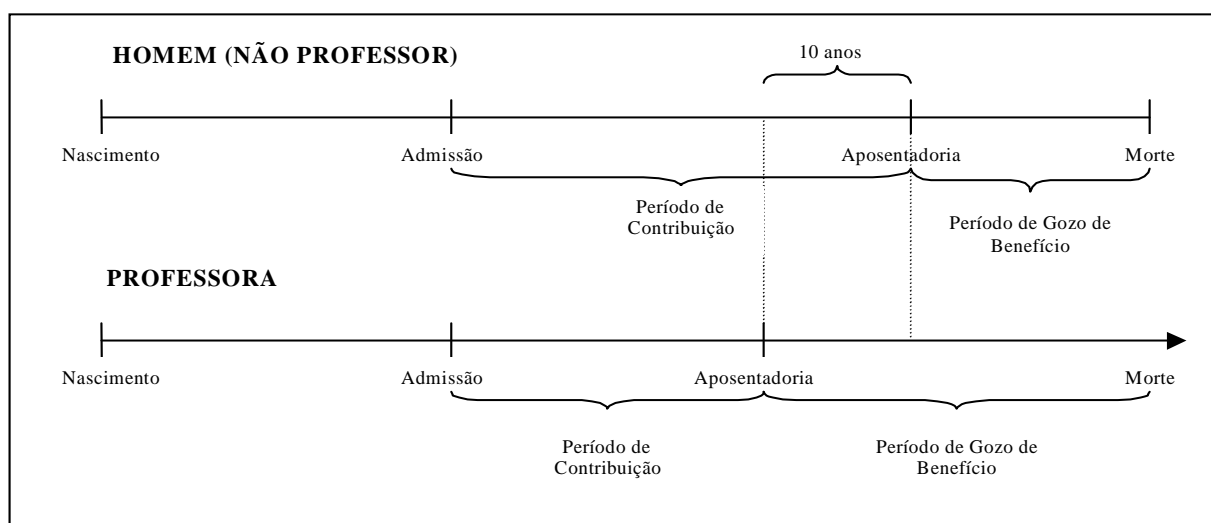 10 anos
HOMEM (NÃO PROFESSOR)
Nascimento
Admissão
Aposentadoria
Morte
Período de
Contribuição
Período de Gozo de
Benefício
PROFESSORA
Nascimento
Admissão
Aposentadoria
Morte
Período de
Contribuição
Período de Gozo de
Benefício